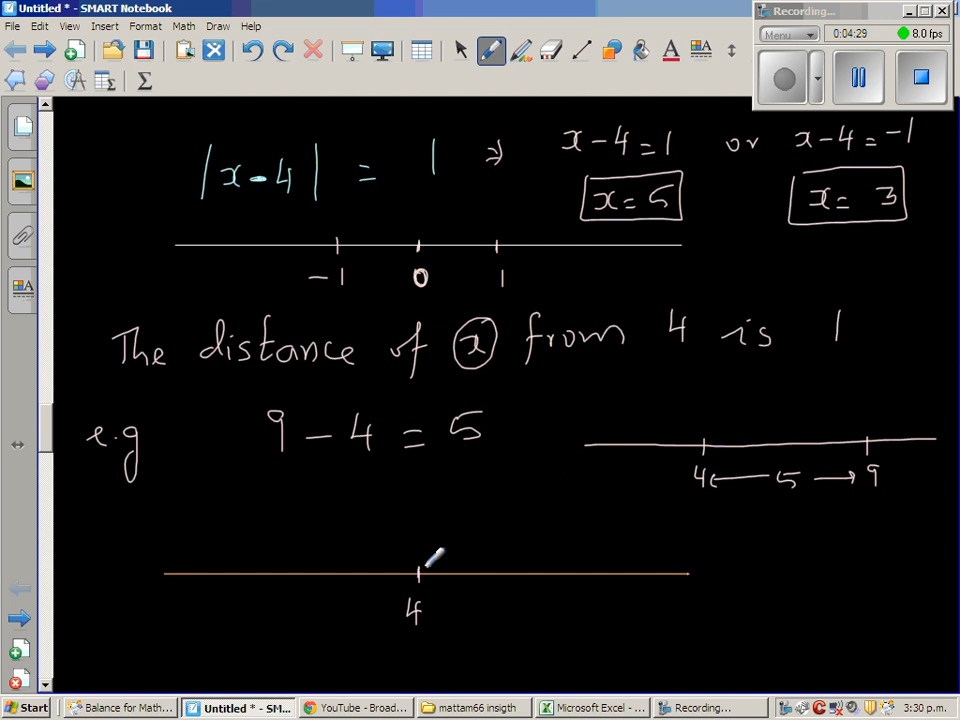 Untitled * - SMART Notebook
Recording...
File Edit View Insert Format Math Draw Help
Menu 0:04:29 8.0 fps
|x-4| = 1 ⇒ x-4=1 or x-4=-1
x=5 x= 3
-1 0 1
The distance of x from 4 is 1
e.g 9-4=5
4 ← 5 → 9
4
Start Balance for Math... Untitled * - SM... YouTube - Broad... mattam66 insigth Microsoft Excel - ... Recording... 3:30 p.m.